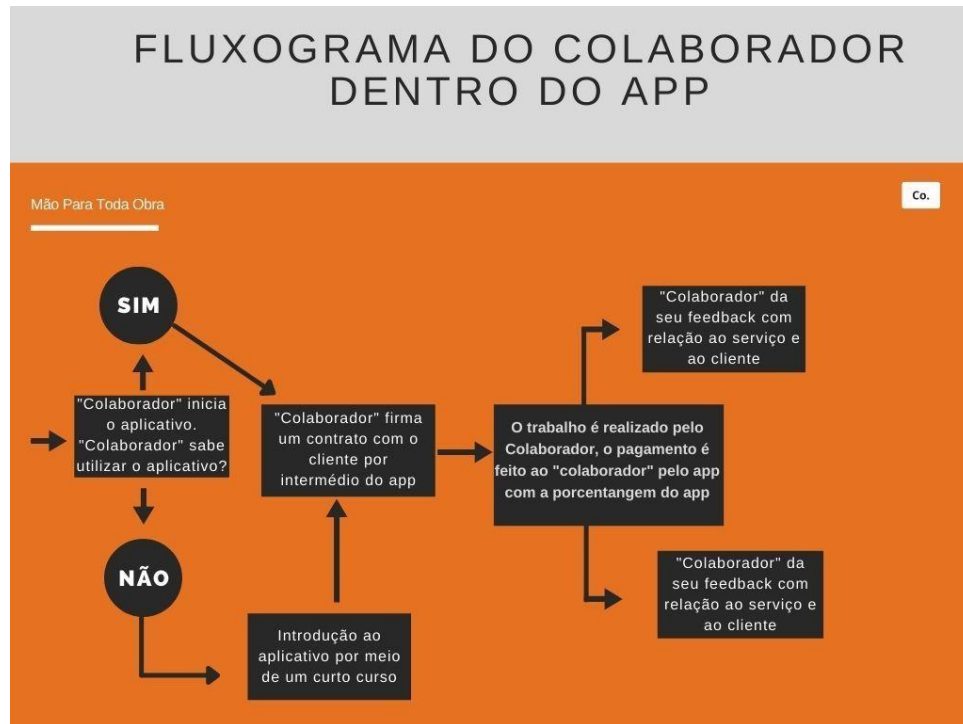 FLUXOGRAMA DO COLABORADOR
DENTRO DO APP
Mão Para Toda Obra
Co.
SIM
"Colaborador" inicia
o aplicativo.
"Colaborador" sabe
utilizar o aplicativo?
NÃO
Introdução ao
aplicativo por meio
de um curto curso
"Colaborador" firma
um contrato com o
cliente por
intermédio do app
O trabalho é realizado pelo
Colaborador, o pagamento é
feito ao "colaborador" pelo app
com a porcentagem do app
"Colaborador" da
seu feedback com
relação ao serviço e
ao cliente
"Colaborador" da
seu feedback com
relação ao serviço e
ao cliente